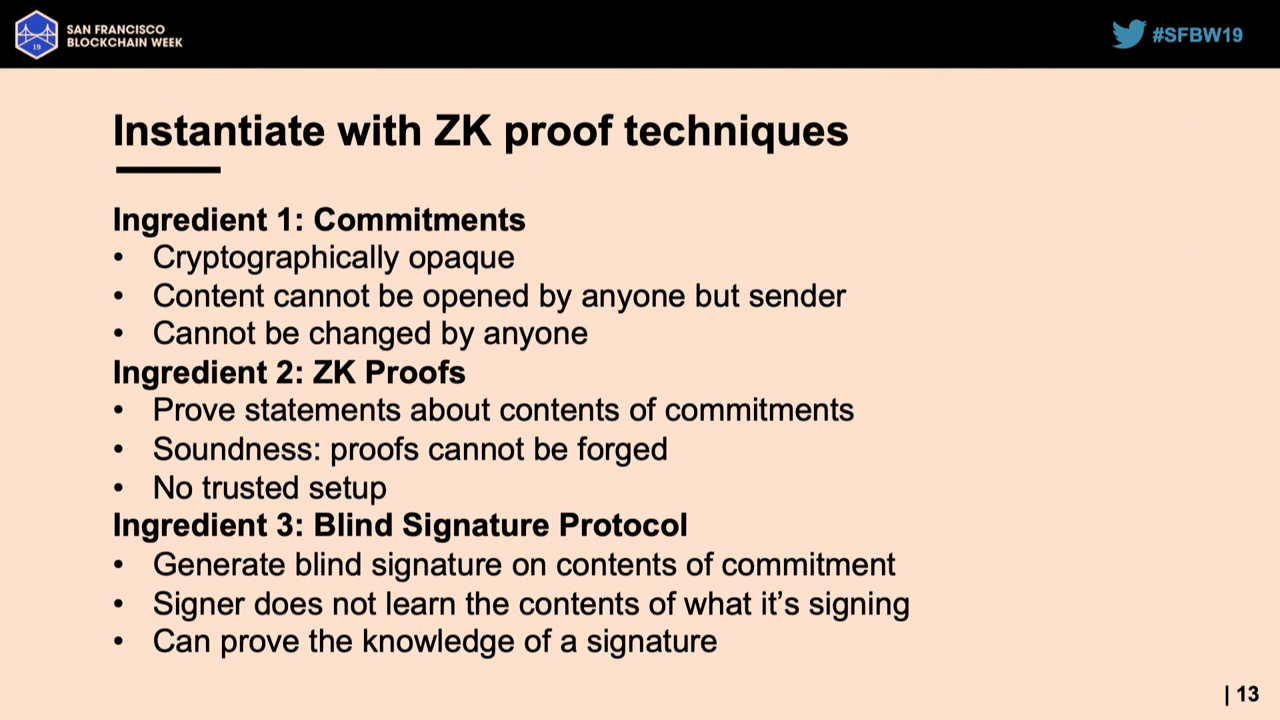 SAN FRANCISCO
BLOCKCHAIN WEEK
19
#SFBW19
Instantiate with ZK proof techniques
Ingredient 1: Commitments
• Cryptographically opaque
• Content cannot be opened by anyone but sender
• Cannot be changed by anyone
Ingredient 2: ZK Proofs
• Prove statements about contents of commitments
• Soundness: proofs cannot be forged
• No trusted setup
Ingredient 3: Blind Signature Protocol
• Generate blind signature on contents of commitment
• Signer does not learn the contents of what it’s signing
• Can prove the knowledge of a signature
| 13